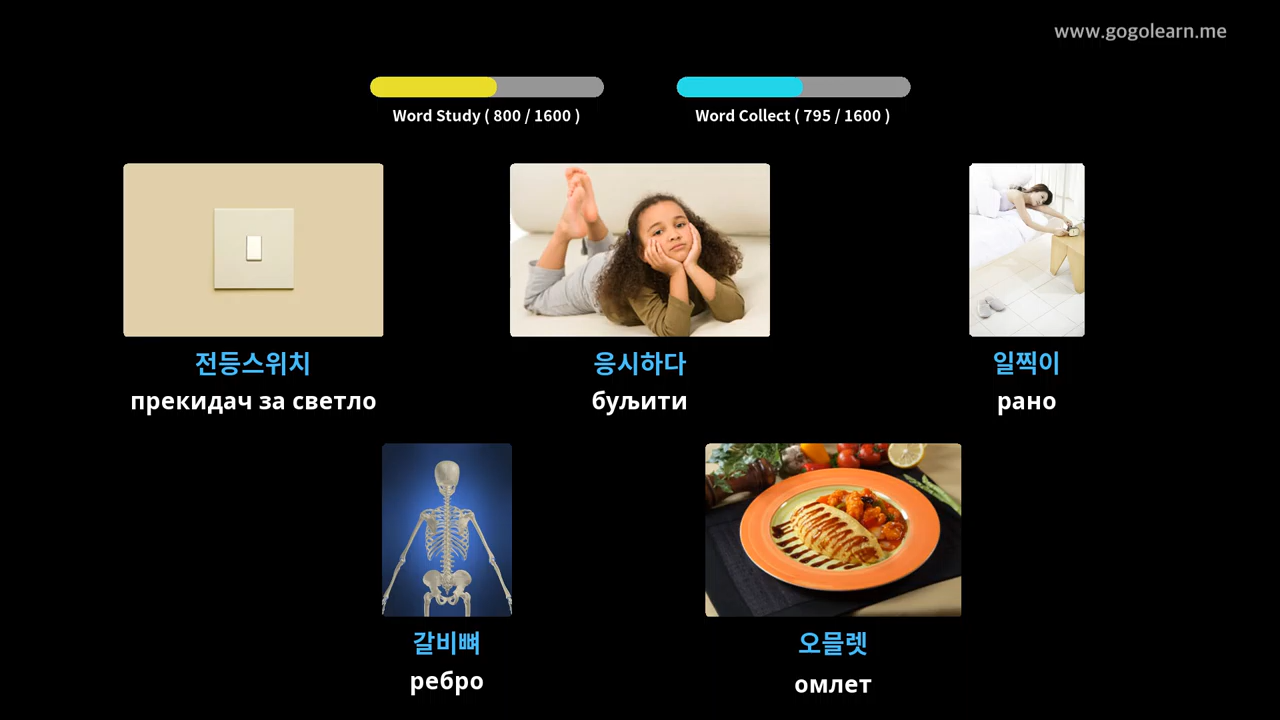 www.gogolearn.me
Word Study ( 800 / 1600 )
Word Collect ( 795 / 1600 )
전등스위치
응시하다
일찍이
прекидач за светло
буљити
рано
갈비뼈
오믈렛
ребро
омлет